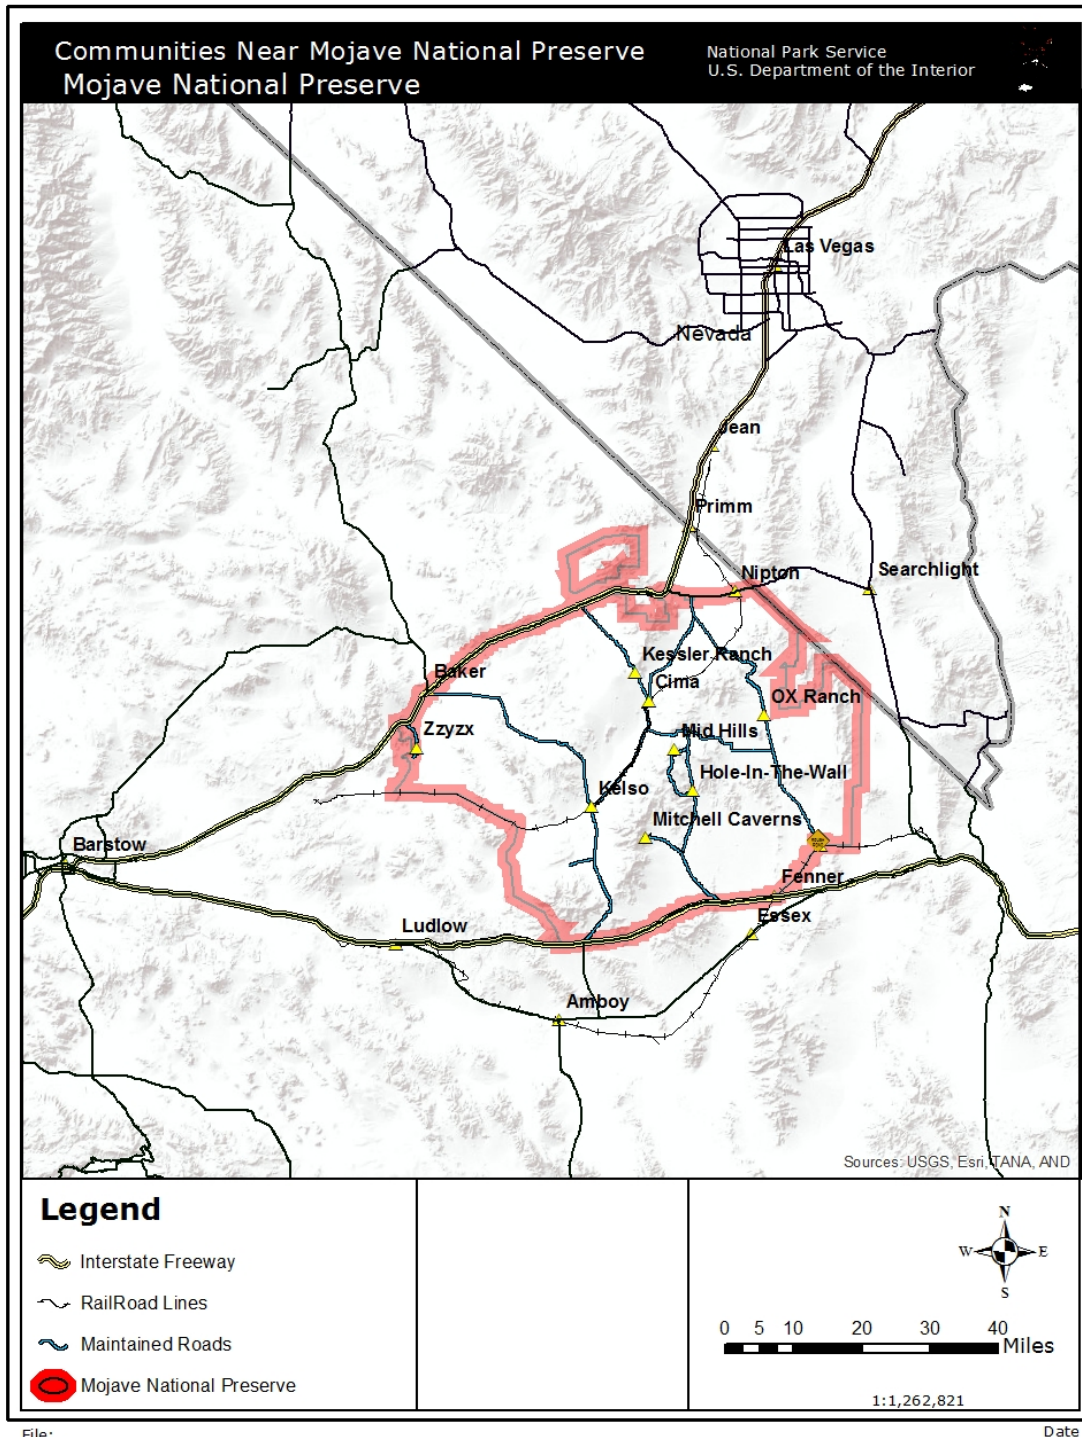 Communities Near Mojave National Preserve
Mojave National Preserve
National Park Service
U.S. Department of the Interior
Las Vegas
Nevada
Jean
Primm
Nipton
Searchlight
Kessler Ranch
Baker
Cima
OX Ranch
Zzyzx
Mid Hills
Hole-In-The-Wall
Kelso
Mitchell Caverns
Barstow
Fenner
Essex
Ludlow
Amboy
Sources: USGS, Esri, TANA, AND
Legend
Interstate Freeway
RailRoad Lines
Maintained Roads
Mojave National Preserve
N
W E
S
0 5 10 20 30 40
Miles
1:1,262,821
File:
Date